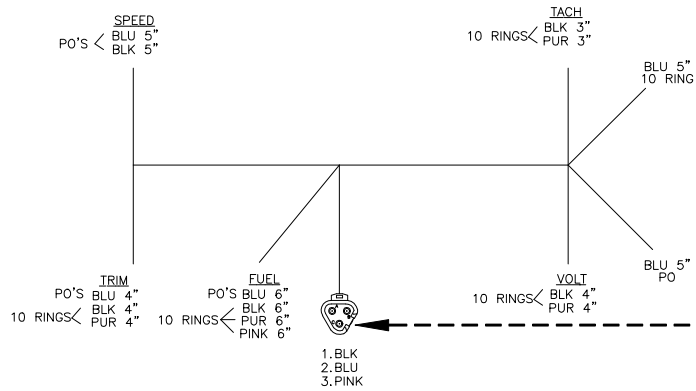 SPEED
PO'S BLU 5"
BLK 5"
TACH
10 RINGS BLK 3"
PUR 3"
BLU 5"
10 RING
TRIM
PO'S BLU 4"
10 RINGS BLK 4"
PUR 4"
FUEL
PO'S BLU 6"
BLK 6"
10 RINGS PUR 6"
PINK 6"
1.BLK
2.BLU
3.PINK
VOLT
10 RINGS BLK 4"
PUR 4"
BLU 5"
PO